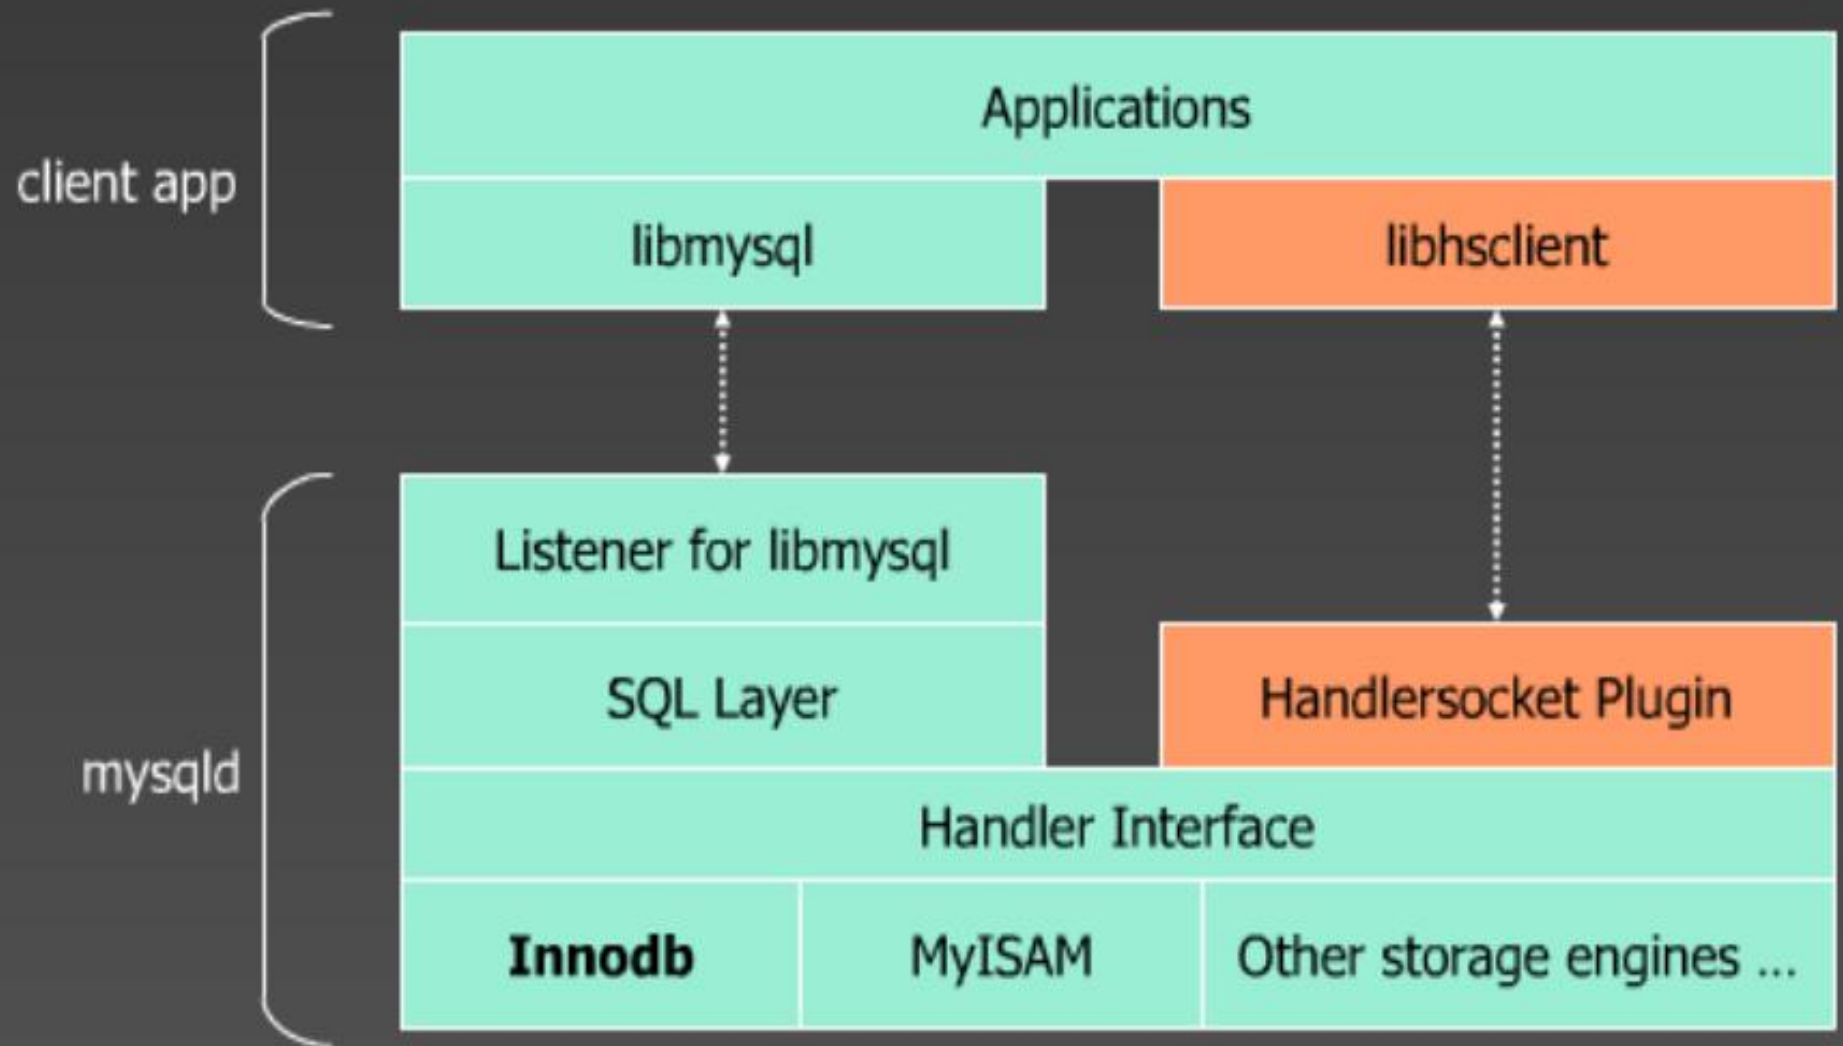 Applications
client app
libmysql
libhsclient
Listener for libmysql
SQL Layer
Handlersocket Plugin
mysqld
Handler Interface
Innodb
MyISAM
Other storage engines ...